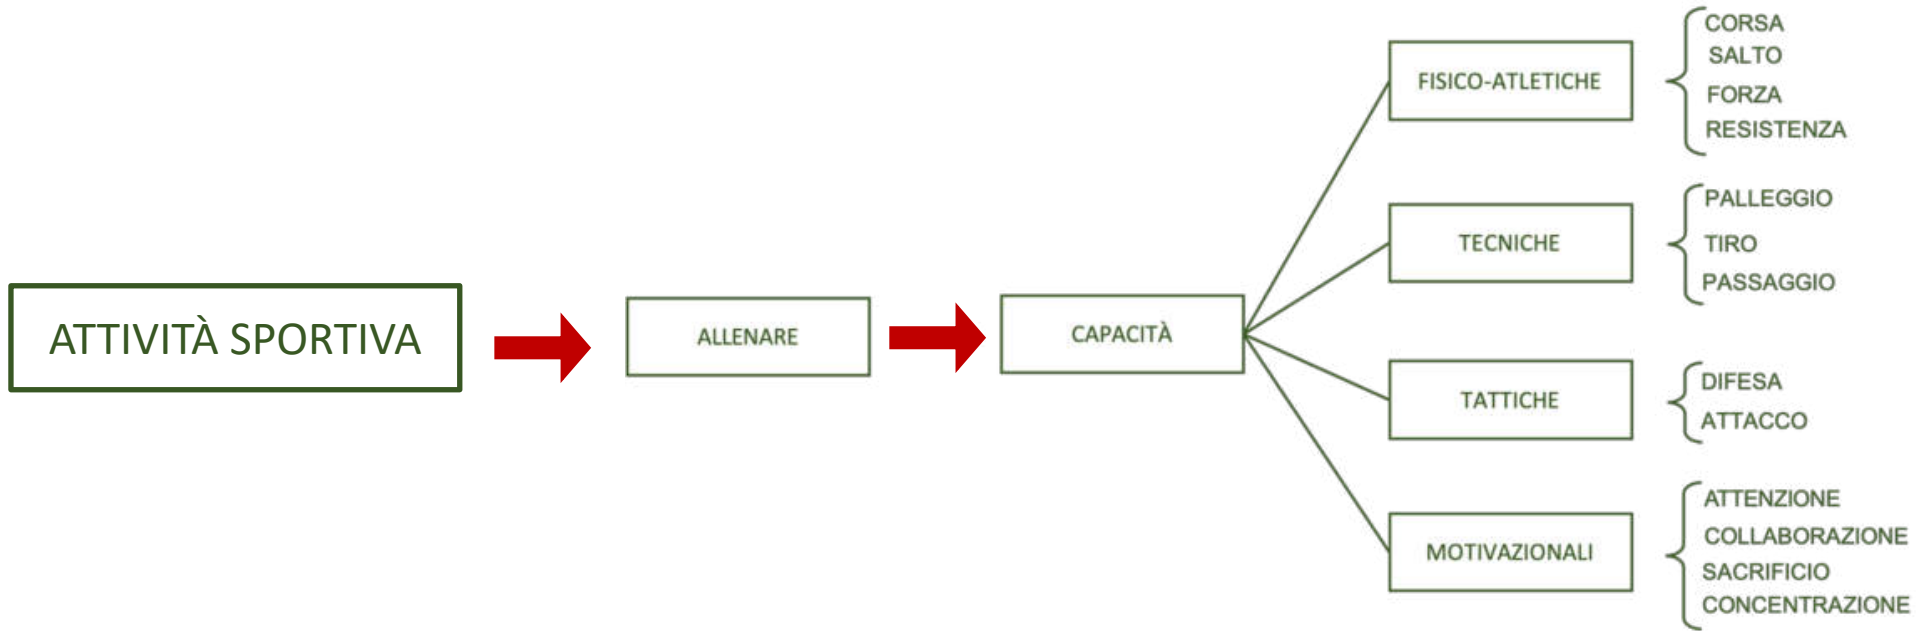 ATTIVITÀ SPORTIVA
ALLENARE
CAPACITÀ
FISICO-ATLETICHE
CORSA
SALTO
FORZA
RESISTENZA
TECNICHE
PALLEGGIO
TIRO
PASSAGGIO
TATTICHE
DIFESA
ATTACCO
MOTIVAZIONALI
ATTENZIONE
COLLABORAZIONE
SACRIFICIO
CONCENTRAZIONE